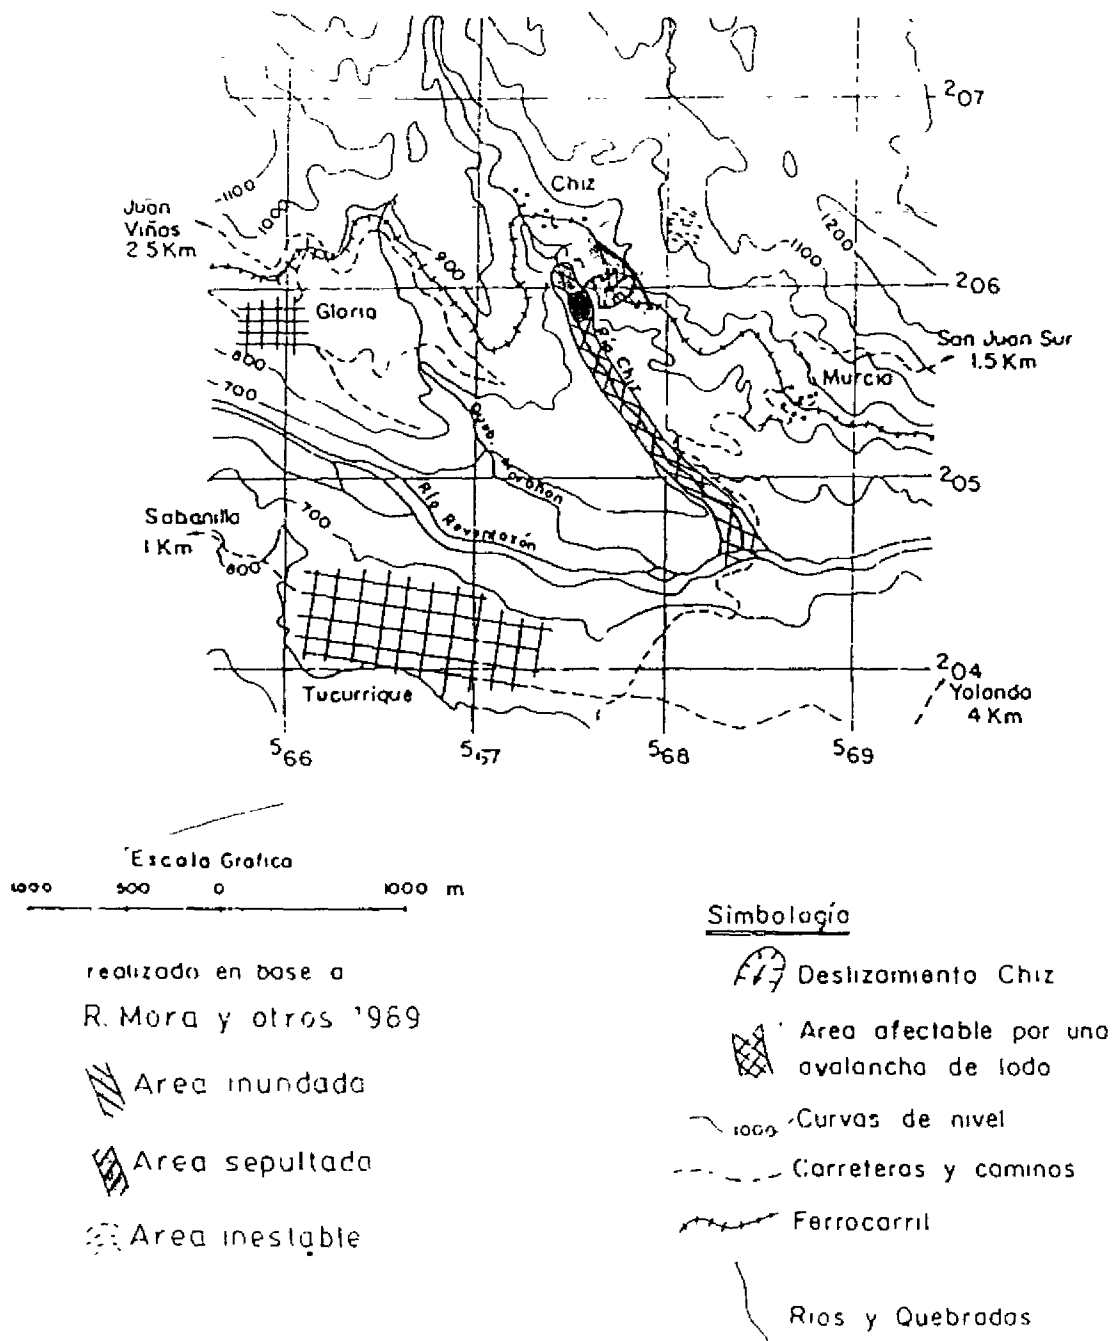 207
Chiz
1100
1000
Juan
Viñas
2 5 Km
900
1200
1100
206
Gloria
San Juan Sur
1.5 Km
Río Chiz
Murcia
800
700
Queb.
205
Río Reventazón
Sabanilla
1 Km
700
800
204
Tucurrique
Yolanda
4 Km
566
567
568
569
Escala Grafica
1000 500 0 1000 m
realizado en base a
R. Mora y otros 1989
Area inundada
Area sepultada
Area inestable
Simbología
Deslizamiento Chiz
Area afectable por una
avalancha de lodo
1000 Curvas de nivel
Carreteras y caminos
Ferrocarril
Rios y Quebradas